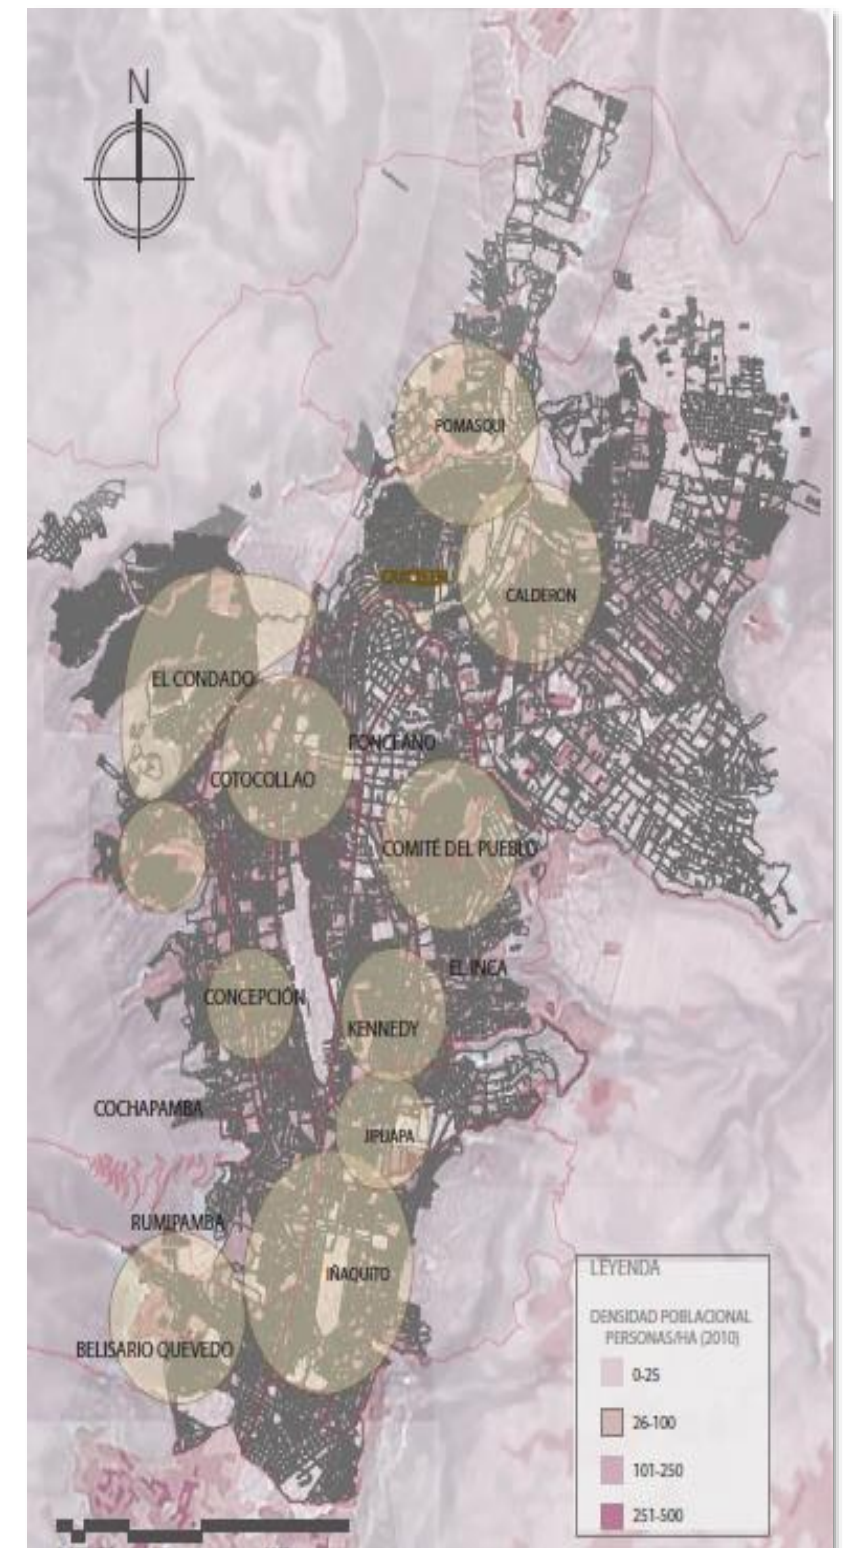 N
POMASQUI
CALDERON
EL CONDADO
PONCEANO
COTOCOLLAO
COMITÉ DEL PUEBLO
EL INCA
CONCEPCIÓN
KENNEDY
COCHAPAMBA
JIPIJAPA
RUMIPAMBA
IÑAQUITO
BELISARIO QUEVEDO
LEYENDA
DENSIDAD POBLACIONAL
PERSONAS/HA (2010)
0-25
26-100
101-250
251-500